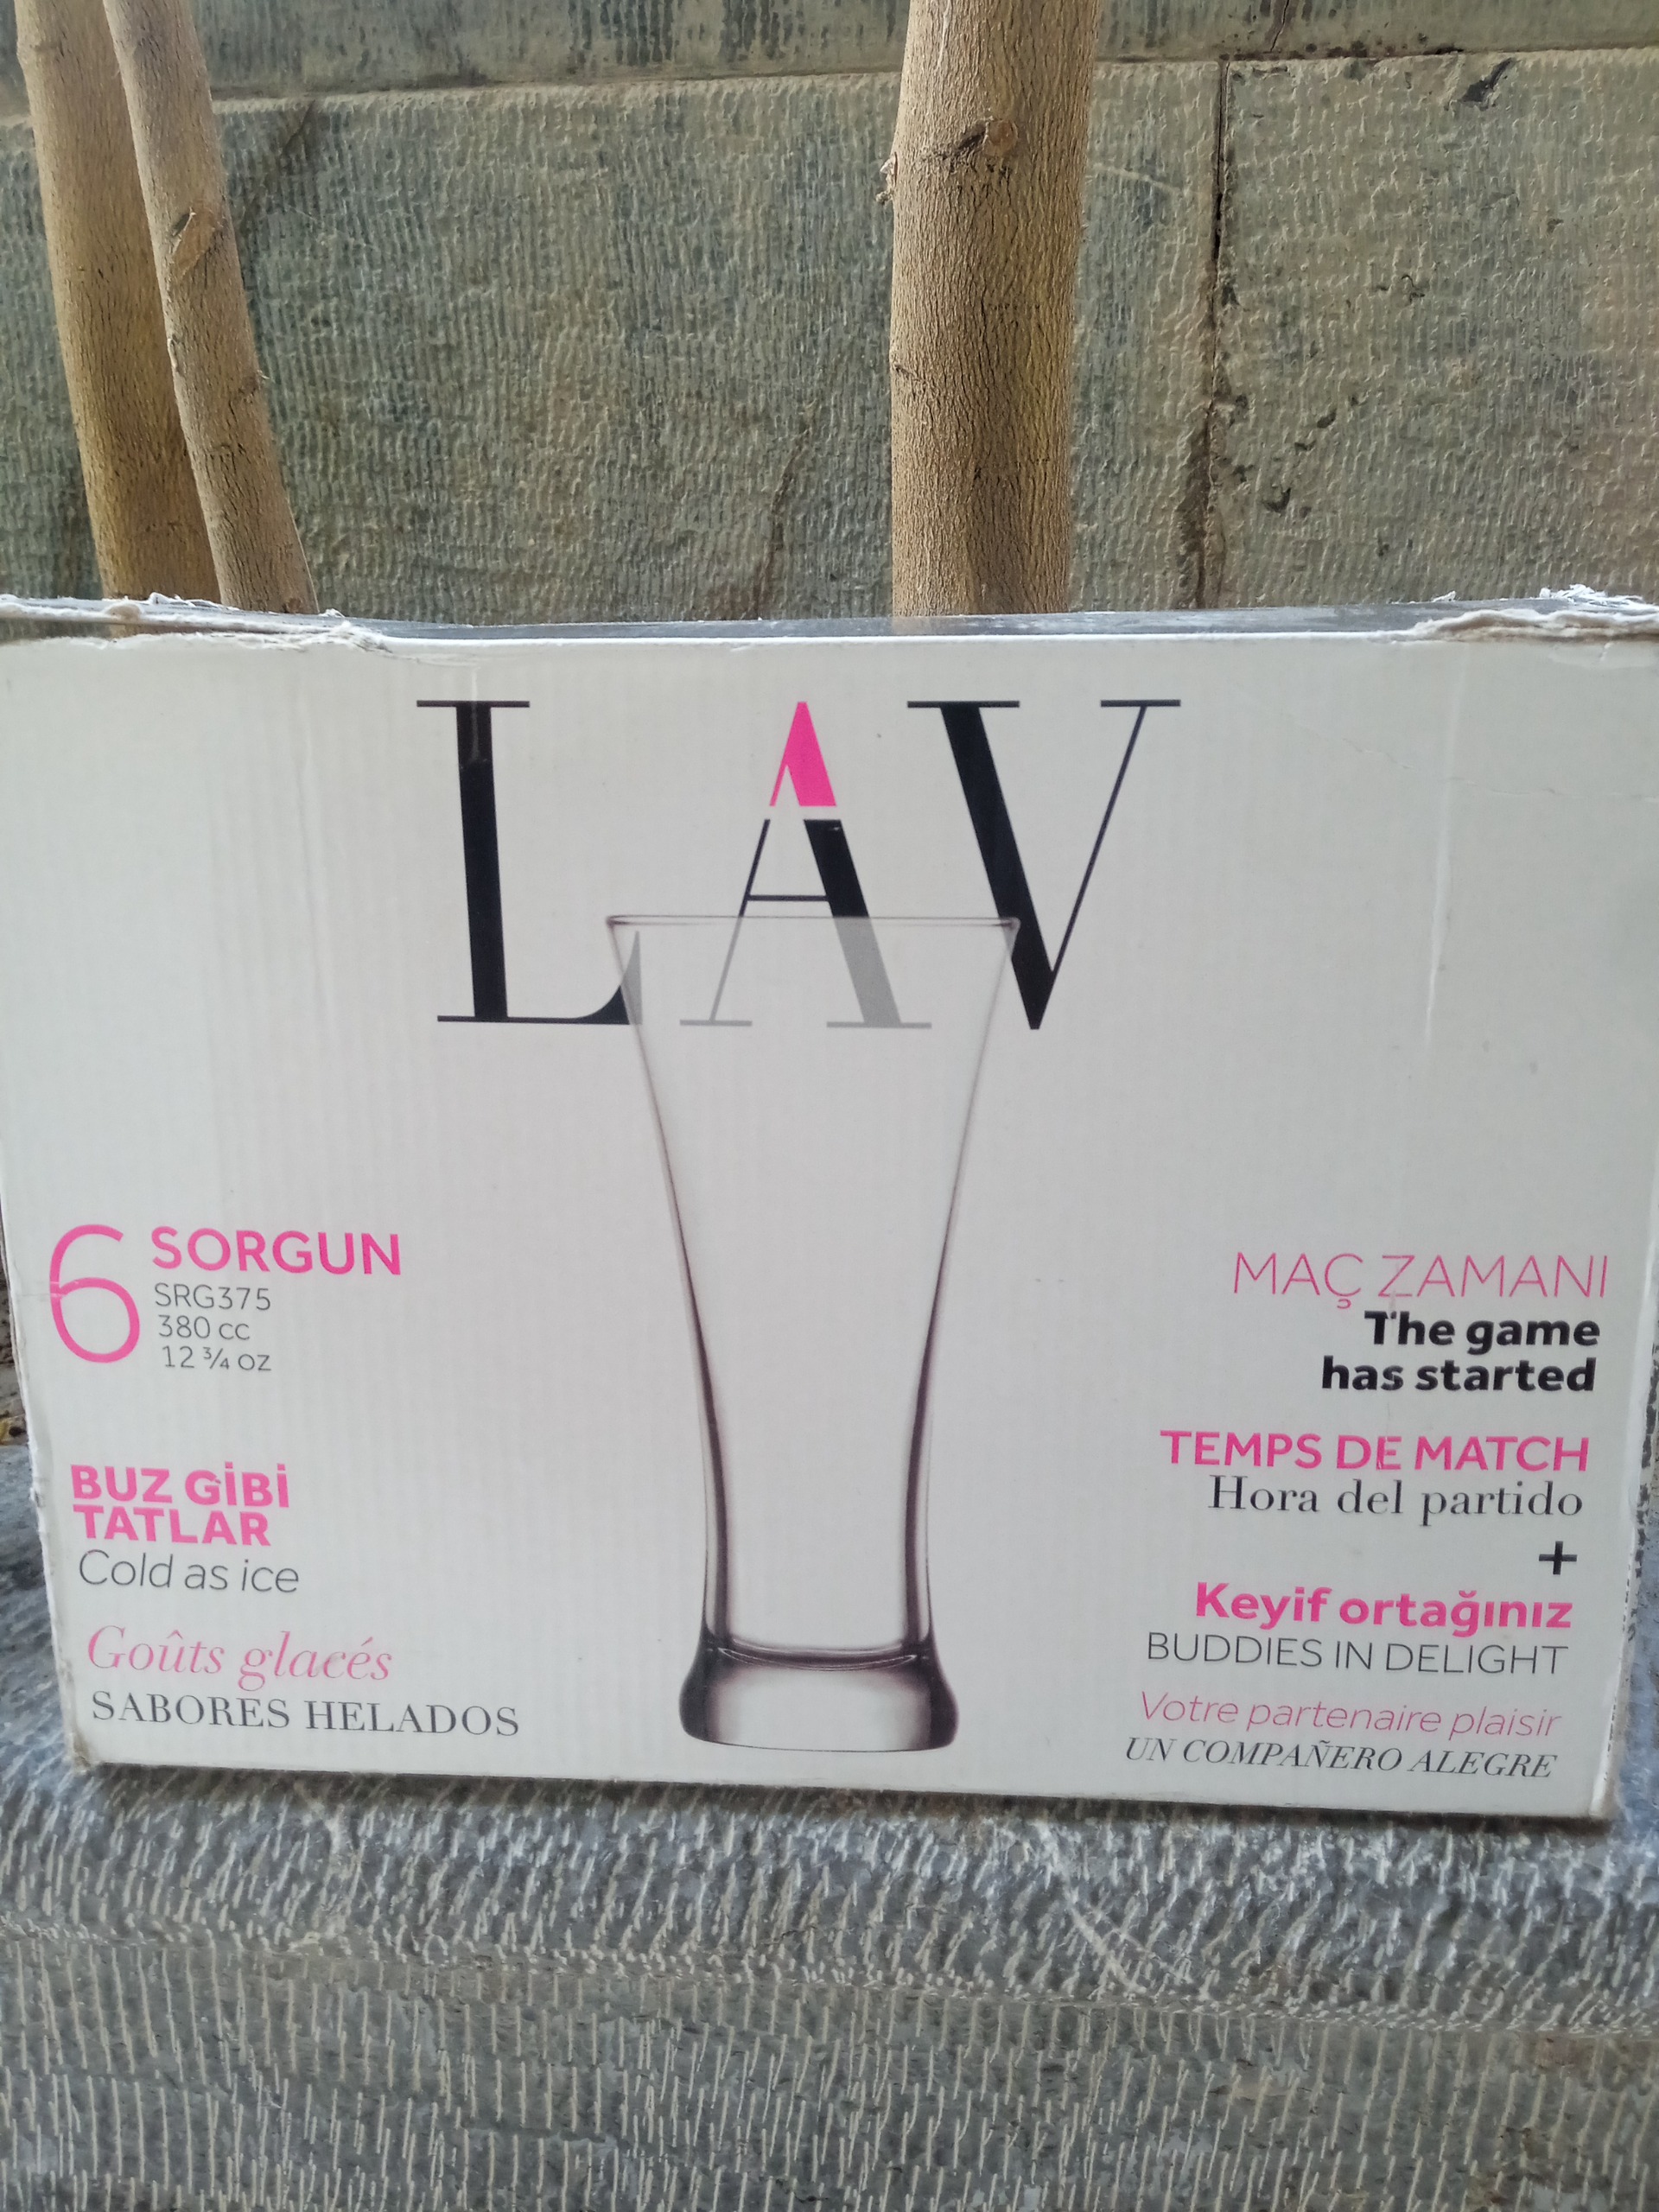 LAV
6 SORGUN
SRG375
380 cc
12 ¾ oz
BUZ GİBİ
TATLAR
Cold as ice
Goûts glacés
SABORES HELADOS
MAÇ ZAMANI
The game
has started
TEMPS DE MATCH
Hora del partido
+
Keyif ortağınız
BUDDIES IN DELIGHT
Votre partenaire plaisir
UN COMPAÑERO ALEGRE